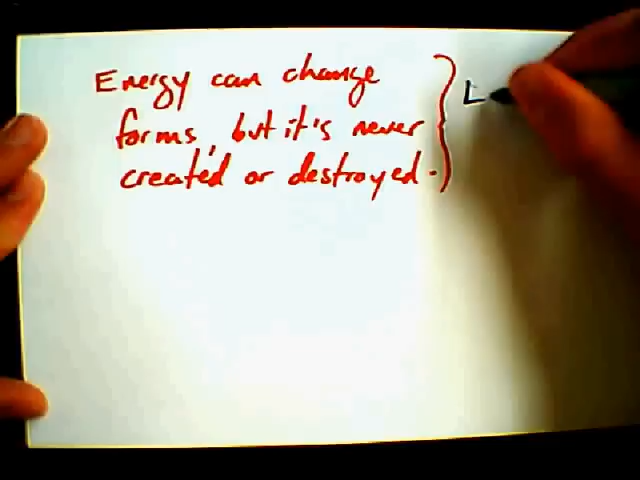 Energy can change
forms, but it's never
created or destroyed.
L